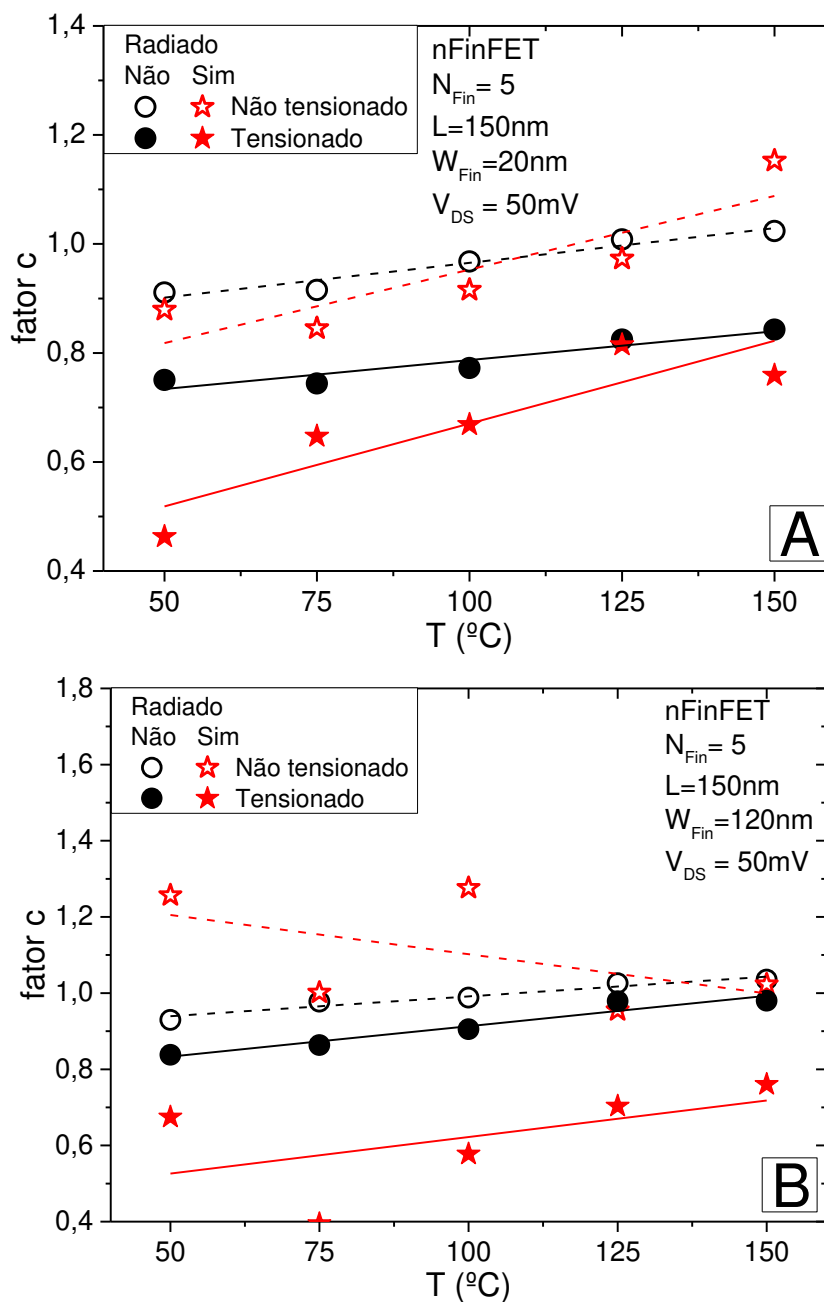 1,4
1,2
1,0
0,8
0,6
0,4
fator c
Radiado
Não Sim
Não tensionado
Tensionado
nFinFET
N_Fin= 5
L=150nm
W_Fin=20nm
V_DS = 50mV
A
50 75 100 125 150
T (ºC)
1,8
1,6
1,4
1,2
1,0
0,8
0,6
0,4
fator c
Radiado
Não Sim
Não tensionado
Tensionado
nFinFET
N_Fin= 5
L=150nm
W_Fin=120nm
V_DS = 50mV
B
50 75 100 125 150
T (ºC)